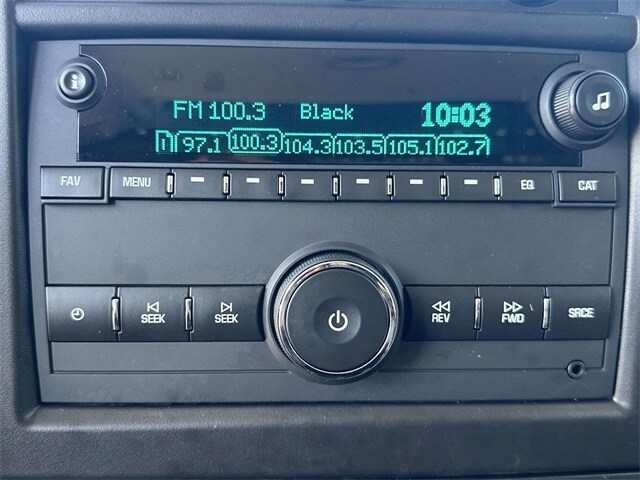 i
FM 100.3 Black 10:03
1 97.1 100.3 104.3 103.5 105.1 102.7
FAV MENU EQ CAT
SEEK SEEK REV FWD SRCE